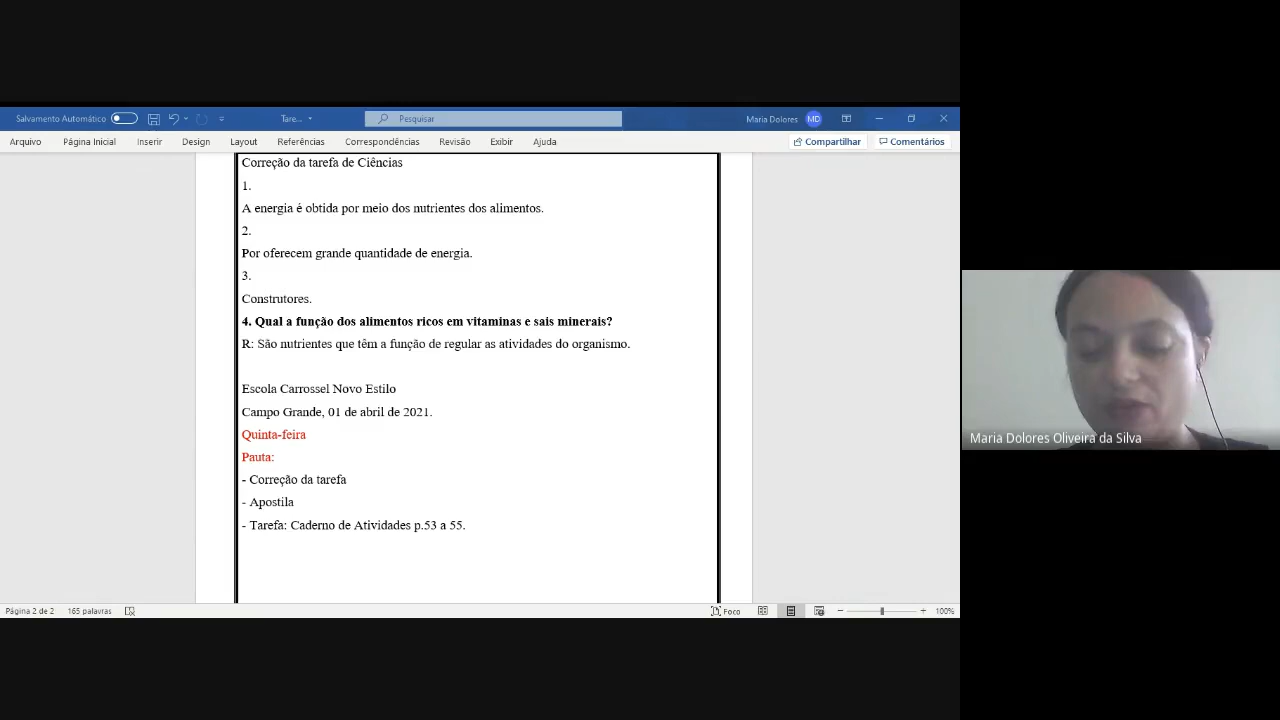 Salvamento Automático
Tare...
Pesquisar
Maria Dolores
MD
Arquivo
Página Inicial
Inserir
Design
Layout
Referências
Correspondências
Revisão
Exibir
Ajuda
Compartilhar
Comentários
Correção da tarefa de Ciências
1.
A energia é obtida por meio dos nutrientes dos alimentos.
2.
Por oferecem grande quantidade de energia.
3.
Construtores.
4. Qual a função dos alimentos ricos em vitaminas e sais minerais?
R: São nutrientes que têm a função de regular as atividades do organismo.
Escola Carrossel Novo Estilo
Campo Grande, 01 de abril de 2021.
Quinta-feira
Pauta:
- Correção da tarefa
- Apostila
- Tarefa: Caderno de Atividades p.53 a 55.
Maria Dolores Oliveira da Silva
Página 2 de 2
165 palavras
Foco
100%